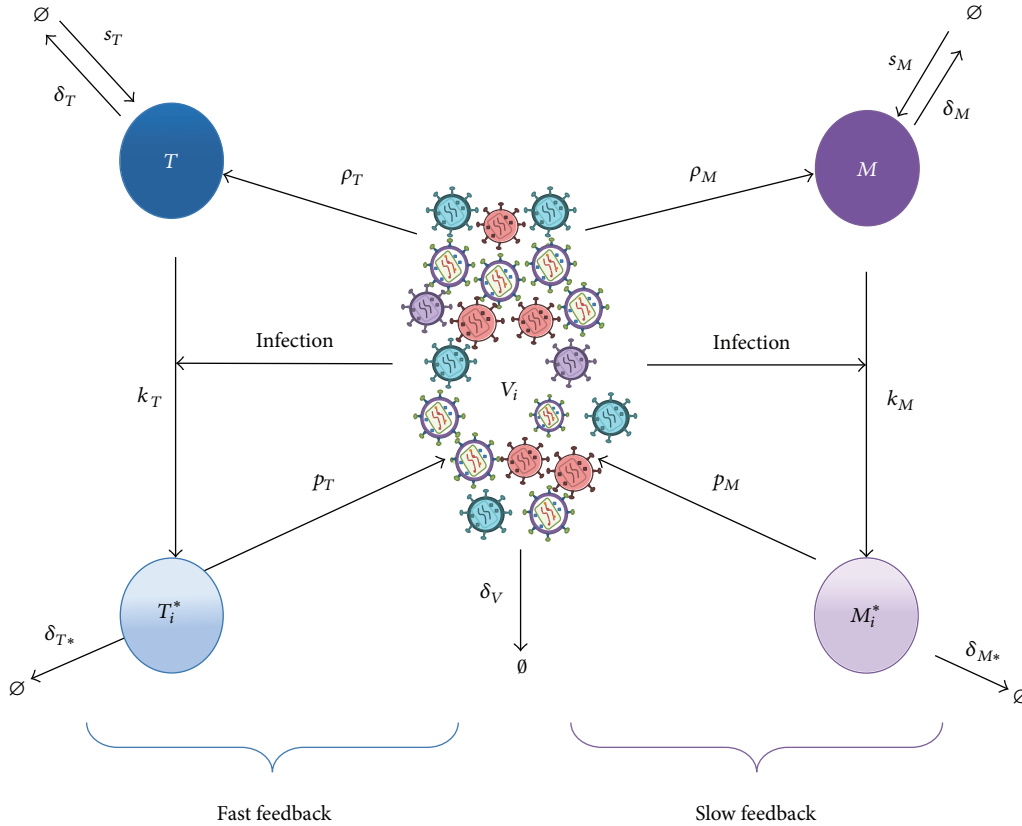 ∅ ∅
s_T s_M
δ_T δ_M
T M
ρ_T ρ_M
Infection Infection
V_i
k_T k_M
p_T p_M
T_i^* M_i^*
δ_V
δ_{T*} δ_{M*}
∅ ∅ ∅
Fast feedback Slow feedback